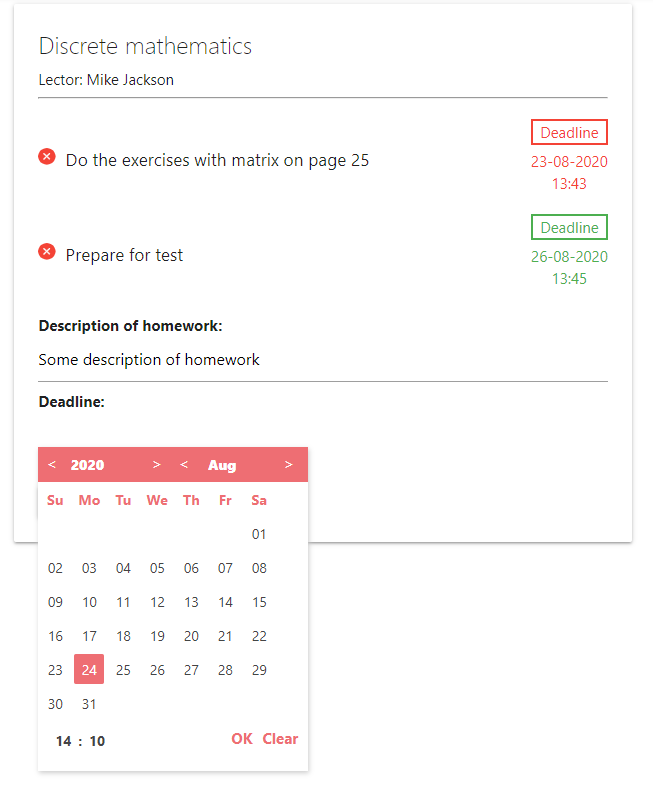 Discrete mathematics
Lector: Mike Jackson
Deadline
Do the exercises with matrix on page 25
23-08-2020
13:43
Deadline
Prepare for test
26-08-2020
13:45
Description of homework:
Some description of homework
Deadline:
< 2020 > < Aug >
Su Mo Tu We Th Fr Sa
01
02 03 04 05 06 07 08
09 10 11 12 13 14 15
16 17 18 19 20 21 22
23 24 25 26 27 28 29
30 31
14 : 10 OK Clear